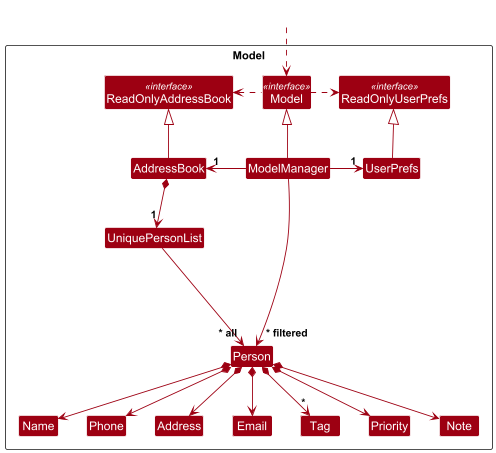 Model
«interface»
ReadOnlyAddressBook
«interface»
Model
«interface»
ReadOnlyUserPrefs
AddressBook
1
ModelManager
1
UserPrefs
1
UniquePersonList
* all
* filtered
Person
*
Name
Phone
Address
Email
Tag
Priority
Note